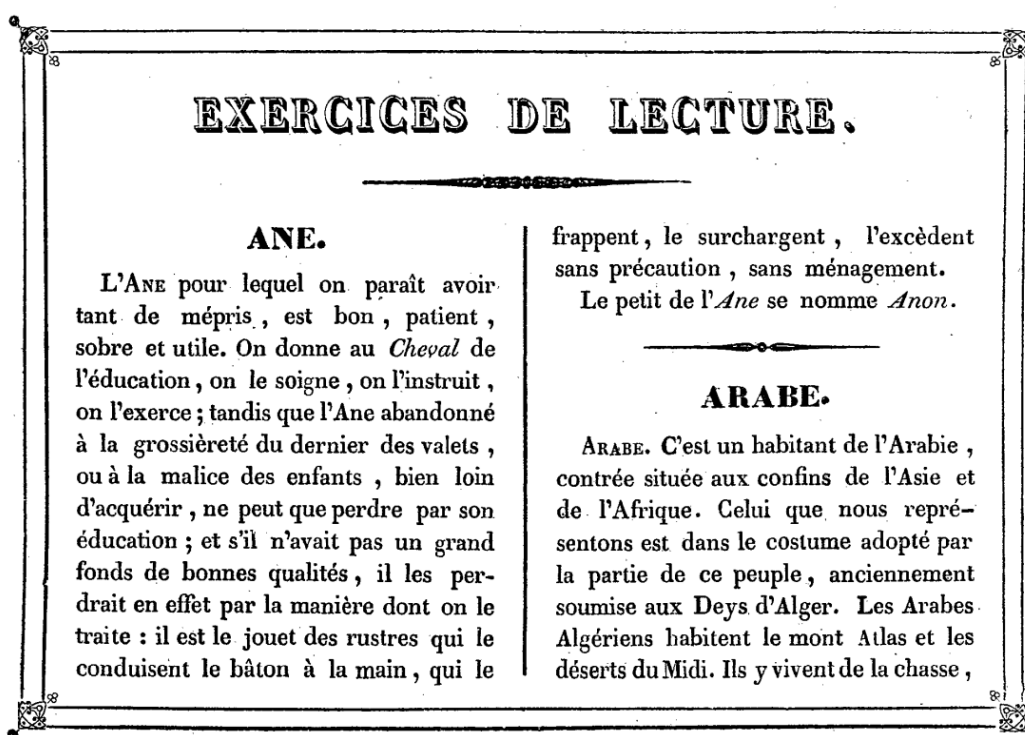 EXERCICES DE LECTURE.
ANE.
L'ANE pour lequel on paraît avoir
tant de mépris, est bon, patient,
sobre et utile. On donne au Cheval de
l'éducation, on le soigne, on l'instruit,
on l'exerce; tandis que l'Ane abandonné
à la grossièreté du dernier des valets,
ou à la malice des enfants, bien loin
d'acquérir, ne peut que perdre par son
éducation; et s'il n'avait pas un grand
fonds de bonnes qualités, il les per-
drait en effet par la manière dont on le
traite : il est le jouet des rustres qui le
conduisent le bâton à la main, qui le
frappent, le surchargent, l'excèdent
sans précaution, sans ménagement.
Le petit de l'Ane se nomme Anon.
ARABE.
ARABE. C'est un habitant de l'Arabie,
contrée située aux confins de l'Asie et
de l'Afrique. Celui que nous repré-
sentons est dans le costume adopté par
la partie de ce peuple, anciennement
soumise aux Deys d'Alger. Les Arabes
Algériens habitent le mont Atlas et les
déserts du Midi. Ils y vivent de la chasse,